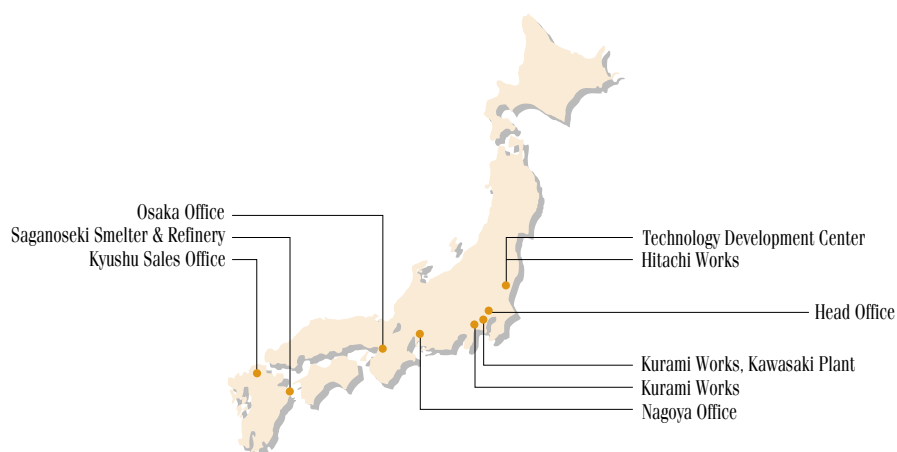 Osaka Office
Saganoseki Smelter & Refinery
Kyushu Sales Office
Technology Development Center
Hitachi Works
Head Office
Kurami Works, Kawasaki Plant
Kurami Works
Nagoya Office